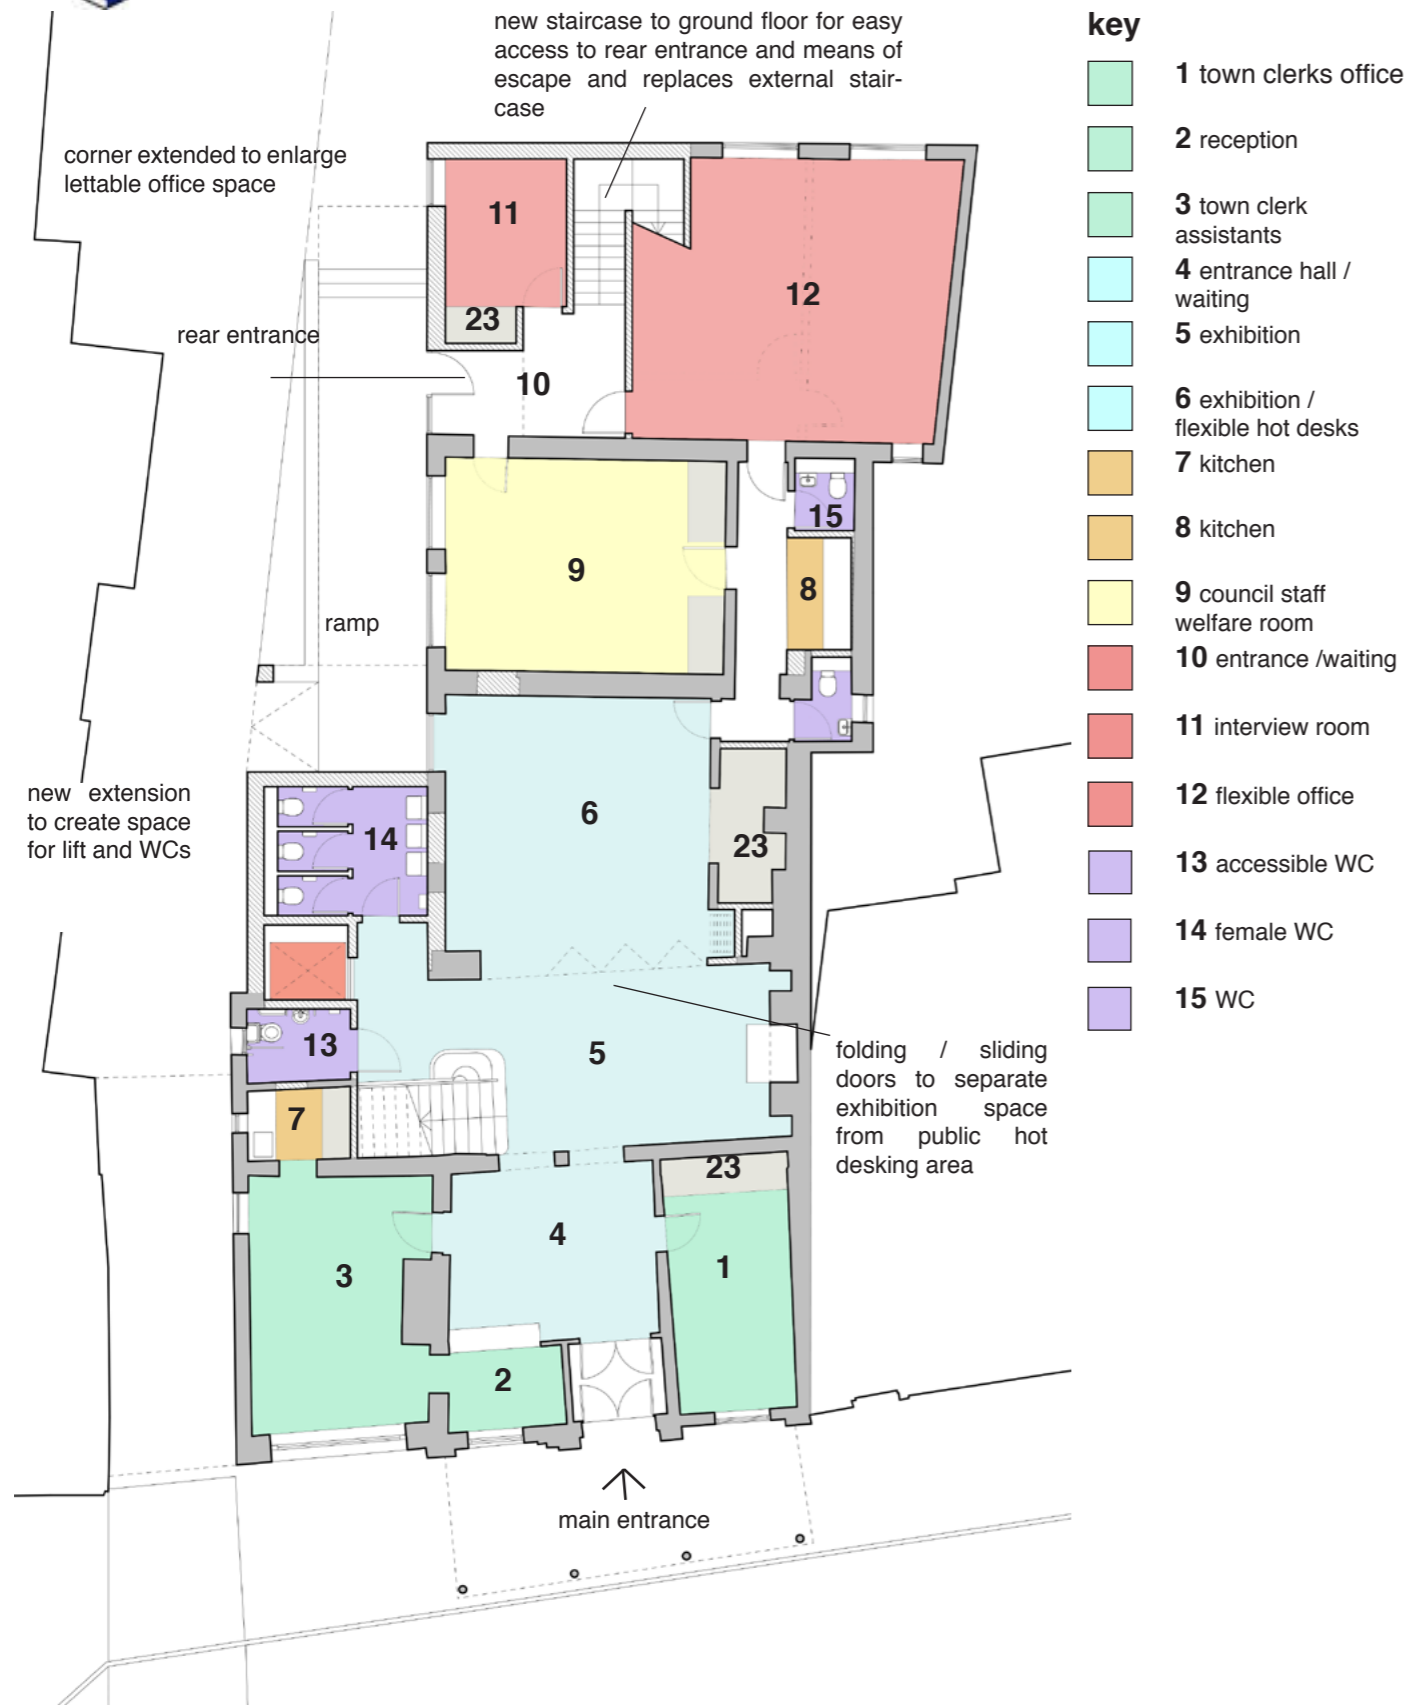 new staircase to ground floor for easy
access to rear entrance and means of
escape and replaces external stair-
case
corner extended to enlarge
lettable office space
rear entrance
ramp
new extension
to create space
for lift and WCs
folding / sliding
doors to separate
exhibition space
from public hot
desking area
main entrance
11
12
23
10
15
9
8
6
14
23
13
5
7
23
4
3
1
2
key
1 town clerks office
2 reception
3 town clerk
assistants
4 entrance hall /
waiting
5 exhibition
6 exhibition /
flexible hot desks
7 kitchen
8 kitchen
9 council staff
welfare room
10 entrance /waiting
11 interview room
12 flexible office
13 accessible WC
14 female WC
15 WC